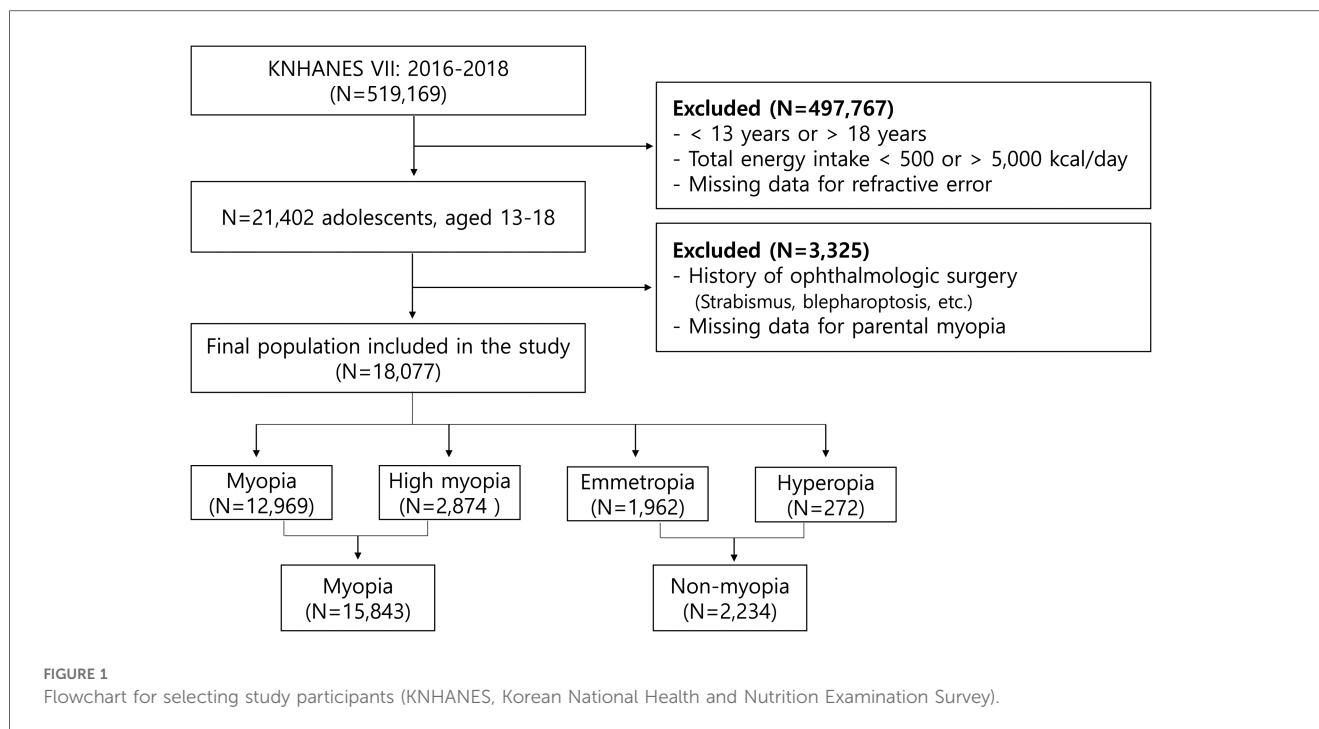 KNHANES VII: 2016-2018
(N=519,169)
Excluded (N=497,767)
- < 13 years or > 18 years
- Total energy intake < 500 or > 5,000 kcal/day
- Missing data for refractive error
N=21,402 adolescents, aged 13-18
Excluded (N=3,325)
- History of ophthalmologic surgery
(Strabismus, blepharoptosis, etc.)
- Missing data for parental myopia
Final population included in the study
(N=18,077)
Myopia
(N=12,969)
High myopia
(N=2,874 )
Emmetropia
(N=1,962)
Hyperopia
(N=272)
Myopia
(N=15,843)
Non-myopia
(N=2,234)
FIGURE 1
Flowchart for selecting study participants (KNHANES, Korean National Health and Nutrition Examination Survey).